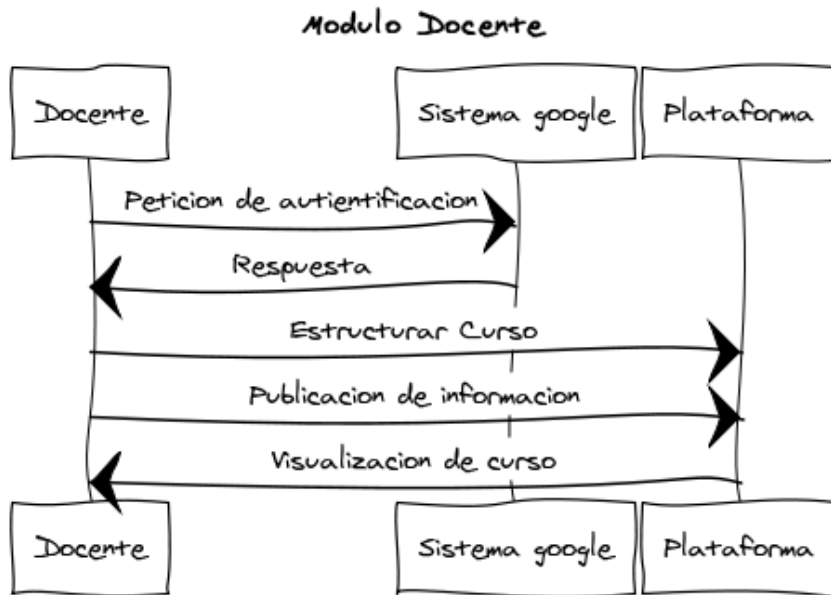 Modulo Docente
Docente
Sistema google
Plataforma
Peticion de autientificacion
Respuesta
Estructurar Curso
Publicacion de informacion
Visualizacion de curso
Docente
Sistema google
Plataforma